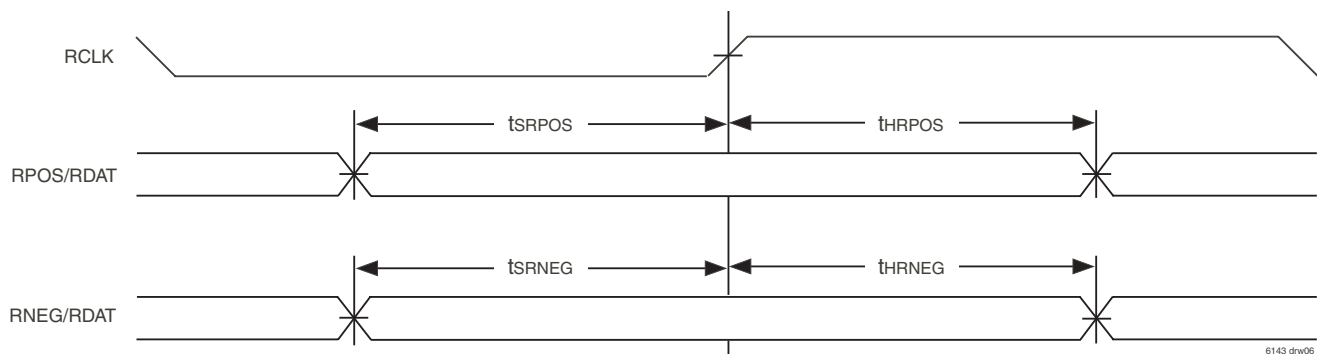 RCLK
tSRPOS tHRPOS
RPOS/RDAT
tSRNEG tHRNEG
RNEG/RDAT
6143 drw06